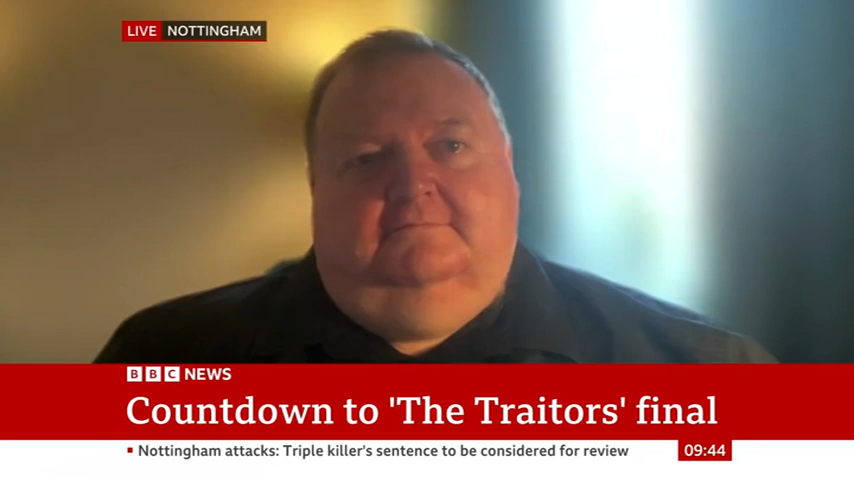 LIVE NOTTINGHAM
BBC NEWS
Countdown to 'The Traitors' final
Nottingham attacks: Triple killer's sentence to be considered for review
09:44